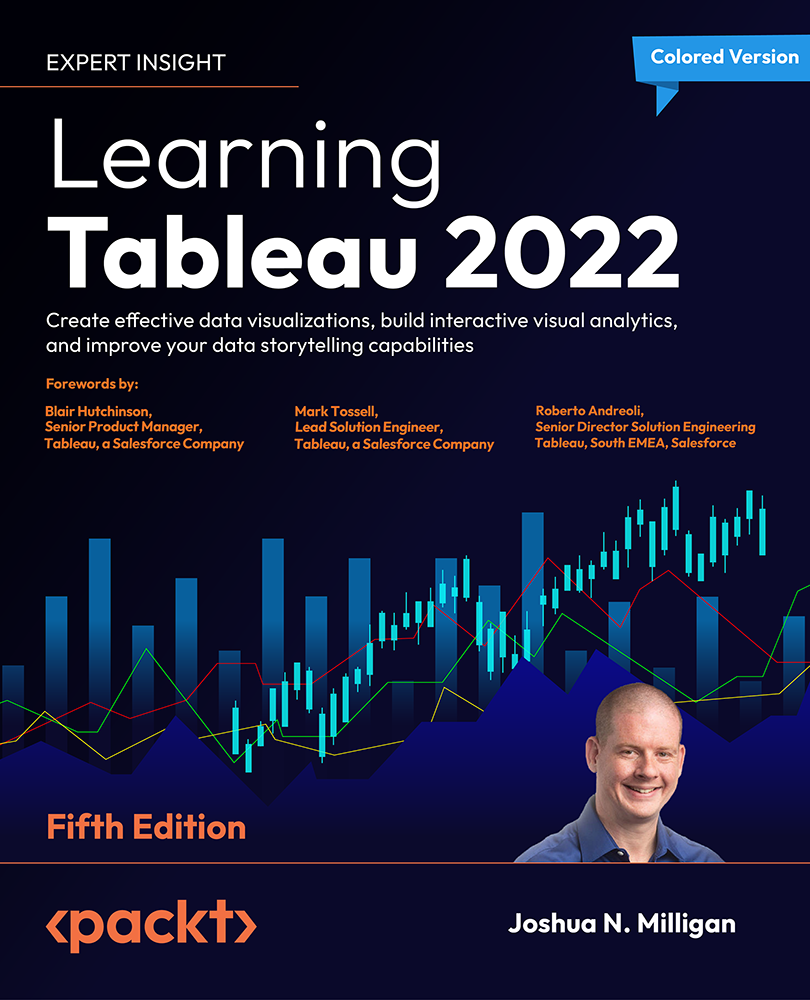 EXPERT INSIGHT
Colored Version
Learning
Tableau 2022
Create effective data visualizations, build interactive visual analytics,
and improve your data storytelling capabilities
Forewords by:
Blair Hutchinson,
Senior Product Manager,
Tableau, a Salesforce Company
Mark Tossell,
Lead Solution Engineer,
Tableau, a Salesforce Company
Roberto Andreoli,
Senior Director Solution Engineering
Tableau, South EMEA, Salesforce
Fifth Edition
<packt>
Joshua N. Milligan